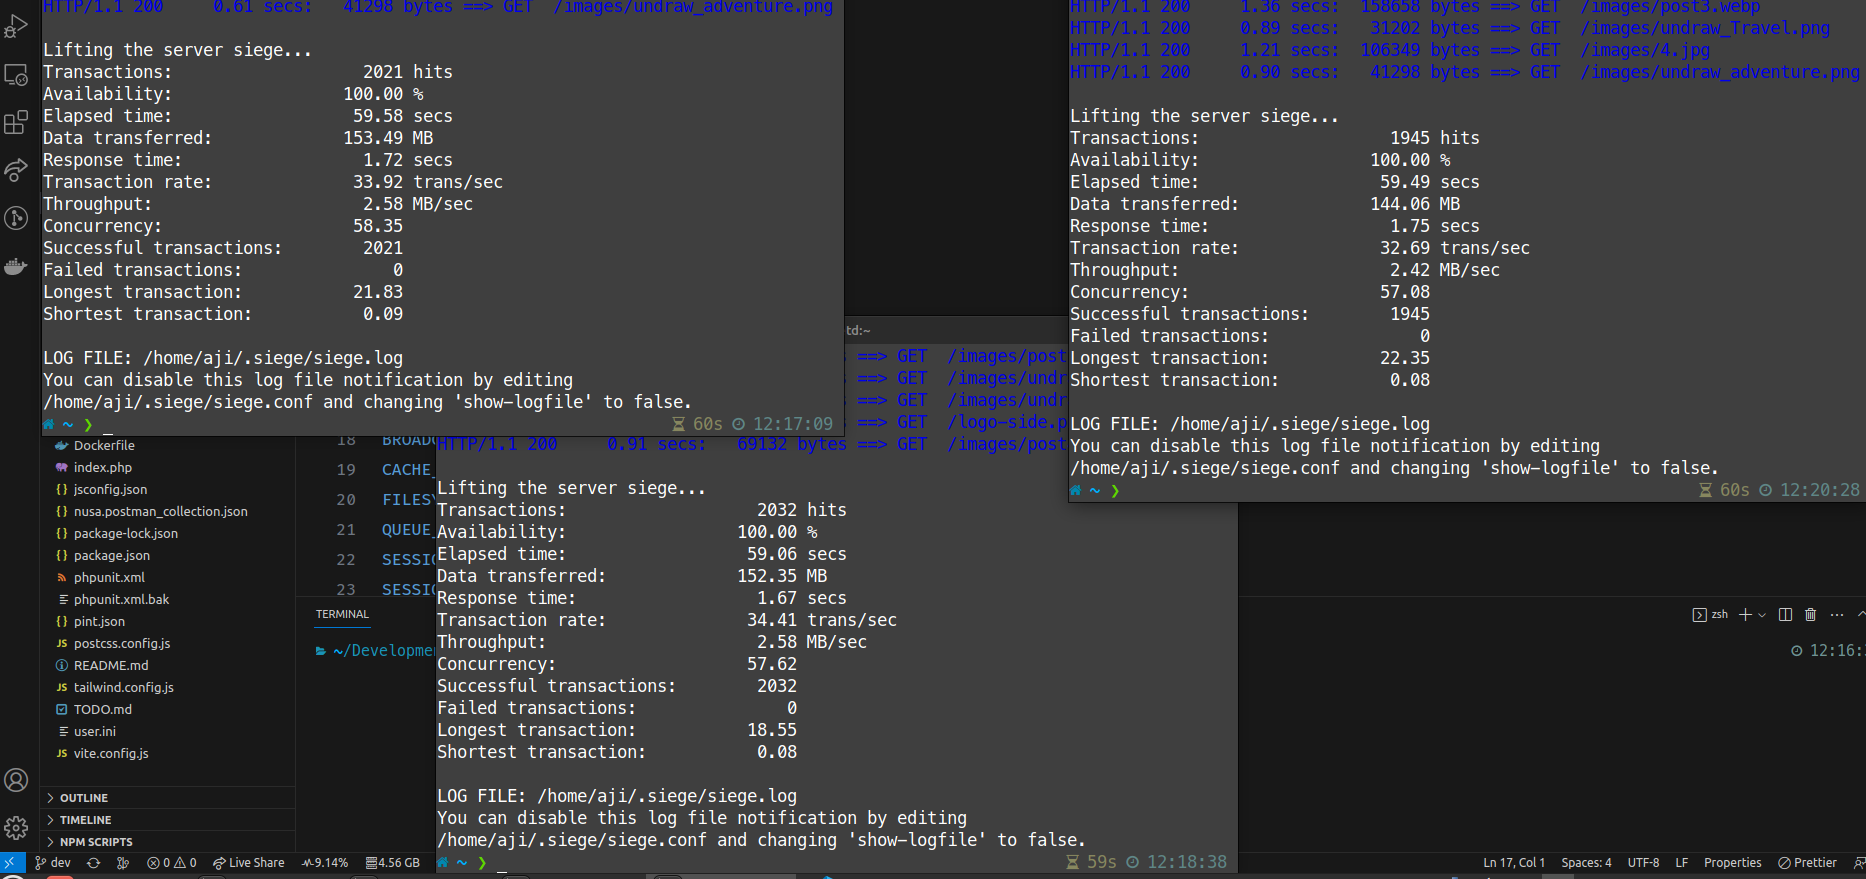 HTTP/1.1 200     0.61 secs:   41298 bytes ==> GET  /images/undraw_adventure.png
Lifting the server siege...
Transactions:                   2021 hits
Availability:                 100.00 %
Elapsed time:                  59.58 secs
Data transferred:             153.49 MB
Response time:                  1.72 secs
Transaction rate:              33.92 trans/sec
Throughput:                     2.58 MB/sec
Concurrency:                   58.35
Successful transactions:        2021
Failed transactions:               0
Longest transaction:           21.83
Shortest transaction:           0.09
LOG FILE: /home/aji/.siege/siege.log
You can disable this log file notification by editing
/home/aji/.siege/siege.conf and changing 'show-logfile' to false.
~ ❯ 60s 12:17:09
HTTP/1.1 200     1.36 secs:  158658 bytes ==> GET  /images/post3.webp
HTTP/1.1 200     0.89 secs:   31202 bytes ==> GET  /images/undraw_Travel.png
HTTP/1.1 200     1.21 secs:  106349 bytes ==> GET  /images/4.jpg
HTTP/1.1 200     0.90 secs:   41298 bytes ==> GET  /images/undraw_adventure.png
Lifting the server siege...
Transactions:                   1945 hits
Availability:                 100.00 %
Elapsed time:                  59.49 secs
Data transferred:             144.06 MB
Response time:                  1.75 secs
Transaction rate:              32.69 trans/sec
Throughput:                     2.42 MB/sec
Concurrency:                   57.08
Successful transactions:        1945
Failed transactions:               0
Longest transaction:           22.35
Shortest transaction:           0.08
LOG FILE: /home/aji/.siege/siege.log
You can disable this log file notification by editing
/home/aji/.siege/siege.conf and changing 'show-logfile' to false.
~ ❯ 60s 12:20:28
td:~
==> GET  /images/post
==> GET  /images/undr
==> GET  /images/undr
==> GET  /logo-side.p
HTTP/1.1 200     0.91 secs:   69132 bytes ==> GET  /images/post
Lifting the server siege...
Transactions:                   2032 hits
Availability:                 100.00 %
Elapsed time:                  59.06 secs
Data transferred:             152.35 MB
Response time:                  1.67 secs
Transaction rate:              34.41 trans/sec
Throughput:                     2.58 MB/sec
Concurrency:                   57.62
Successful transactions:        2032
Failed transactions:               0
Longest transaction:           18.55
Shortest transaction:           0.08
LOG FILE: /home/aji/.siege/siege.log
You can disable this log file notification by editing
/home/aji/.siege/siege.conf and changing 'show-logfile' to false.
~ ❯ 59s 12:18:38
Dockerfile
index.php
{} jsconfig.json
{} nusa.postman_collection.json
{} package-lock.json
{} package.json
phpunit.xml
phpunit.xml.bak
{} pint.json
JS postcss.config.js
README.md
JS tailwind.config.js
TODO.md
user.ini
JS vite.config.js
OUTLINE
TIMELINE
NPM SCRIPTS
18 BROADC
19 CACHE_
20 FILESY
21 QUEUE_
22 SESSIO
23 SESSIO
TERMINAL
zsh
~/Developmen
12:16:
dev
0 0
Live Share
9.14%
4.56 GB
Ln 17, Col 1
Spaces: 4
UTF-8
LF
Properties
Prettier